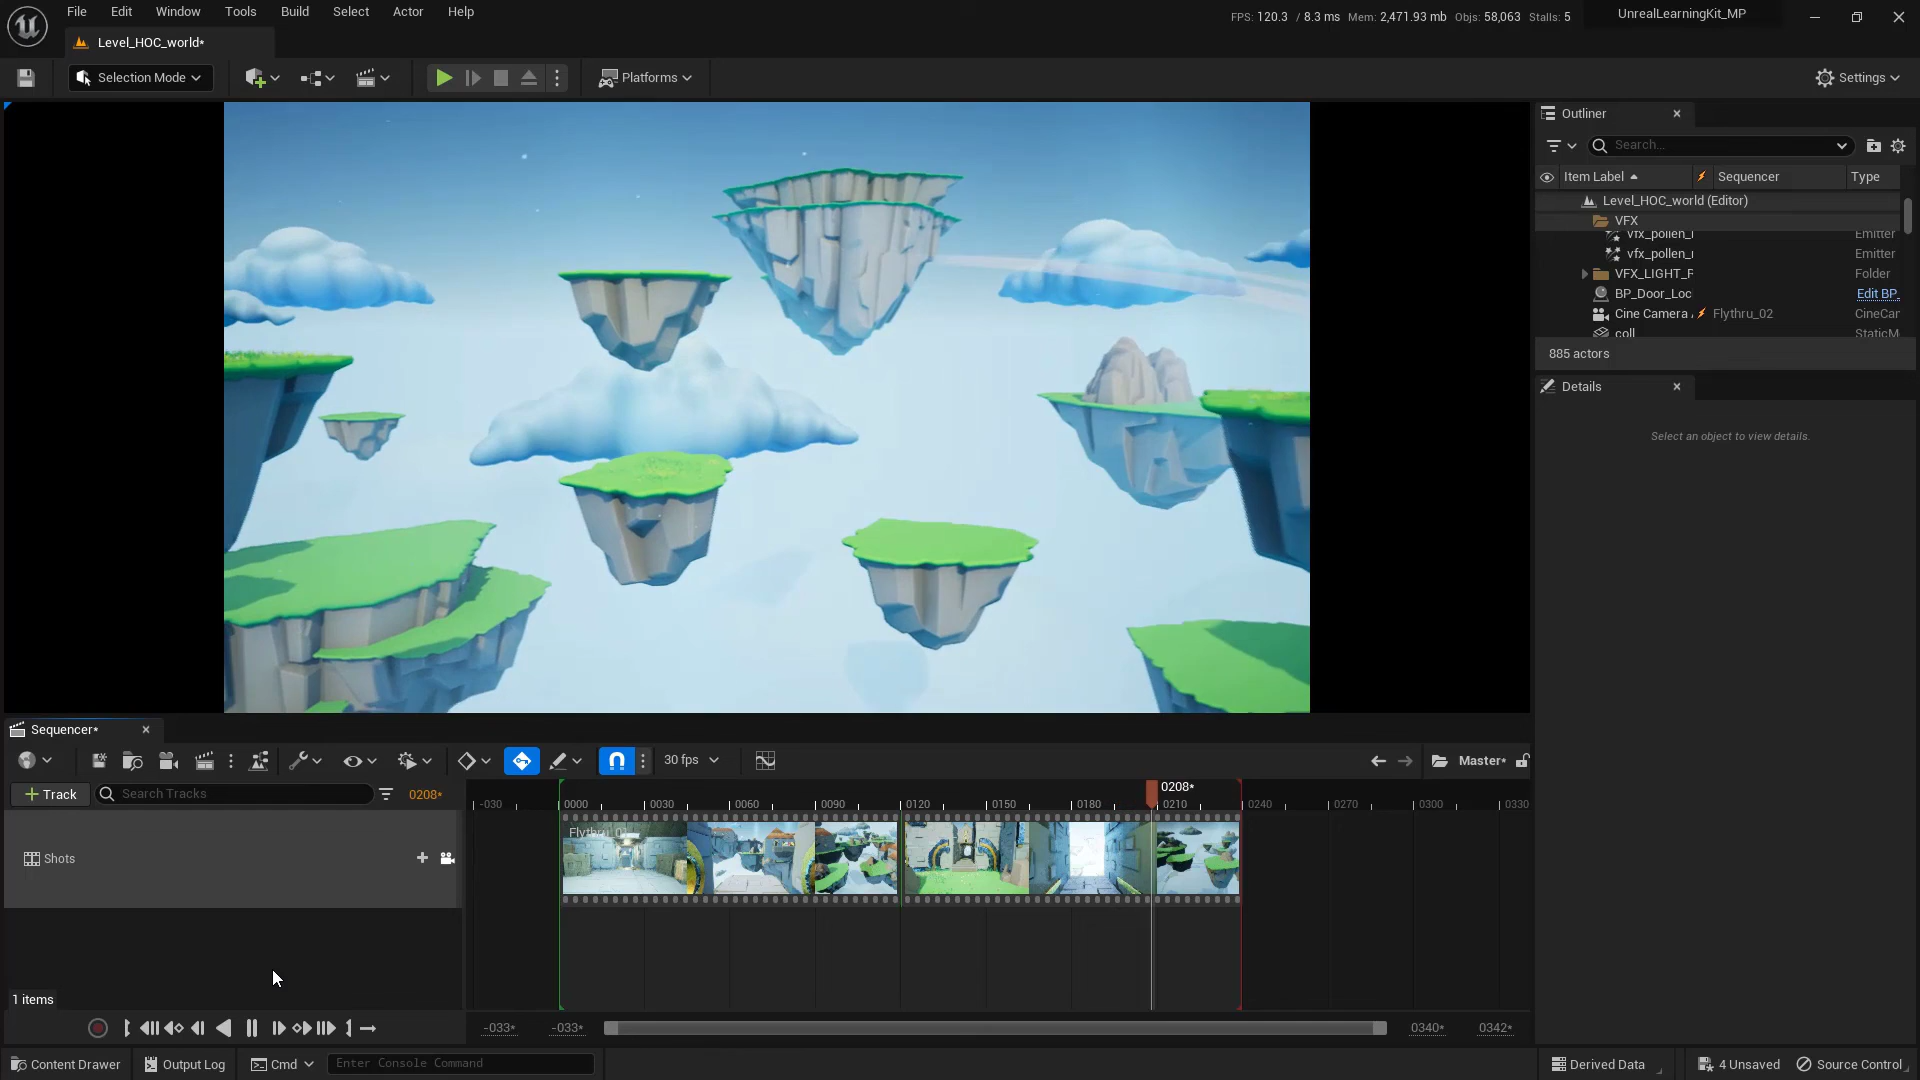 File Edit Window Tools Build Select Actor Help
FPS: 120.3 / 8.3 ms Mem: 2,471.93 mb Objs: 58,063 Stalls: 5
UnrealLearningKit_MP
Level_HOC_world*
Selection Mode
Platforms
Settings
Outliner
Search...
Item Label Sequencer Type
Level_HOC_world (Editor)
VFX
vfx_pollen_ Emitter
vfx_pollen_ Emitter
VFX_LIGHT_F Folder
BP_Door_Loc Edit BP_
Cine Camera Flythru_02 CineCar
coll StaticM
885 actors
Details
Select an object to view details.
Sequencer*
30 fps
Master*
Track
Search Tracks
0208*
0208*
-030 0000 0030 0060 0090 0120 0150 0180 0210 0240 0270 0300 0330
Shots
1 items
-033* -033* 0340* 0342*
Content Drawer
Output Log
Cmd
Enter Console Command
Derived Data
4 Unsaved
Source Control